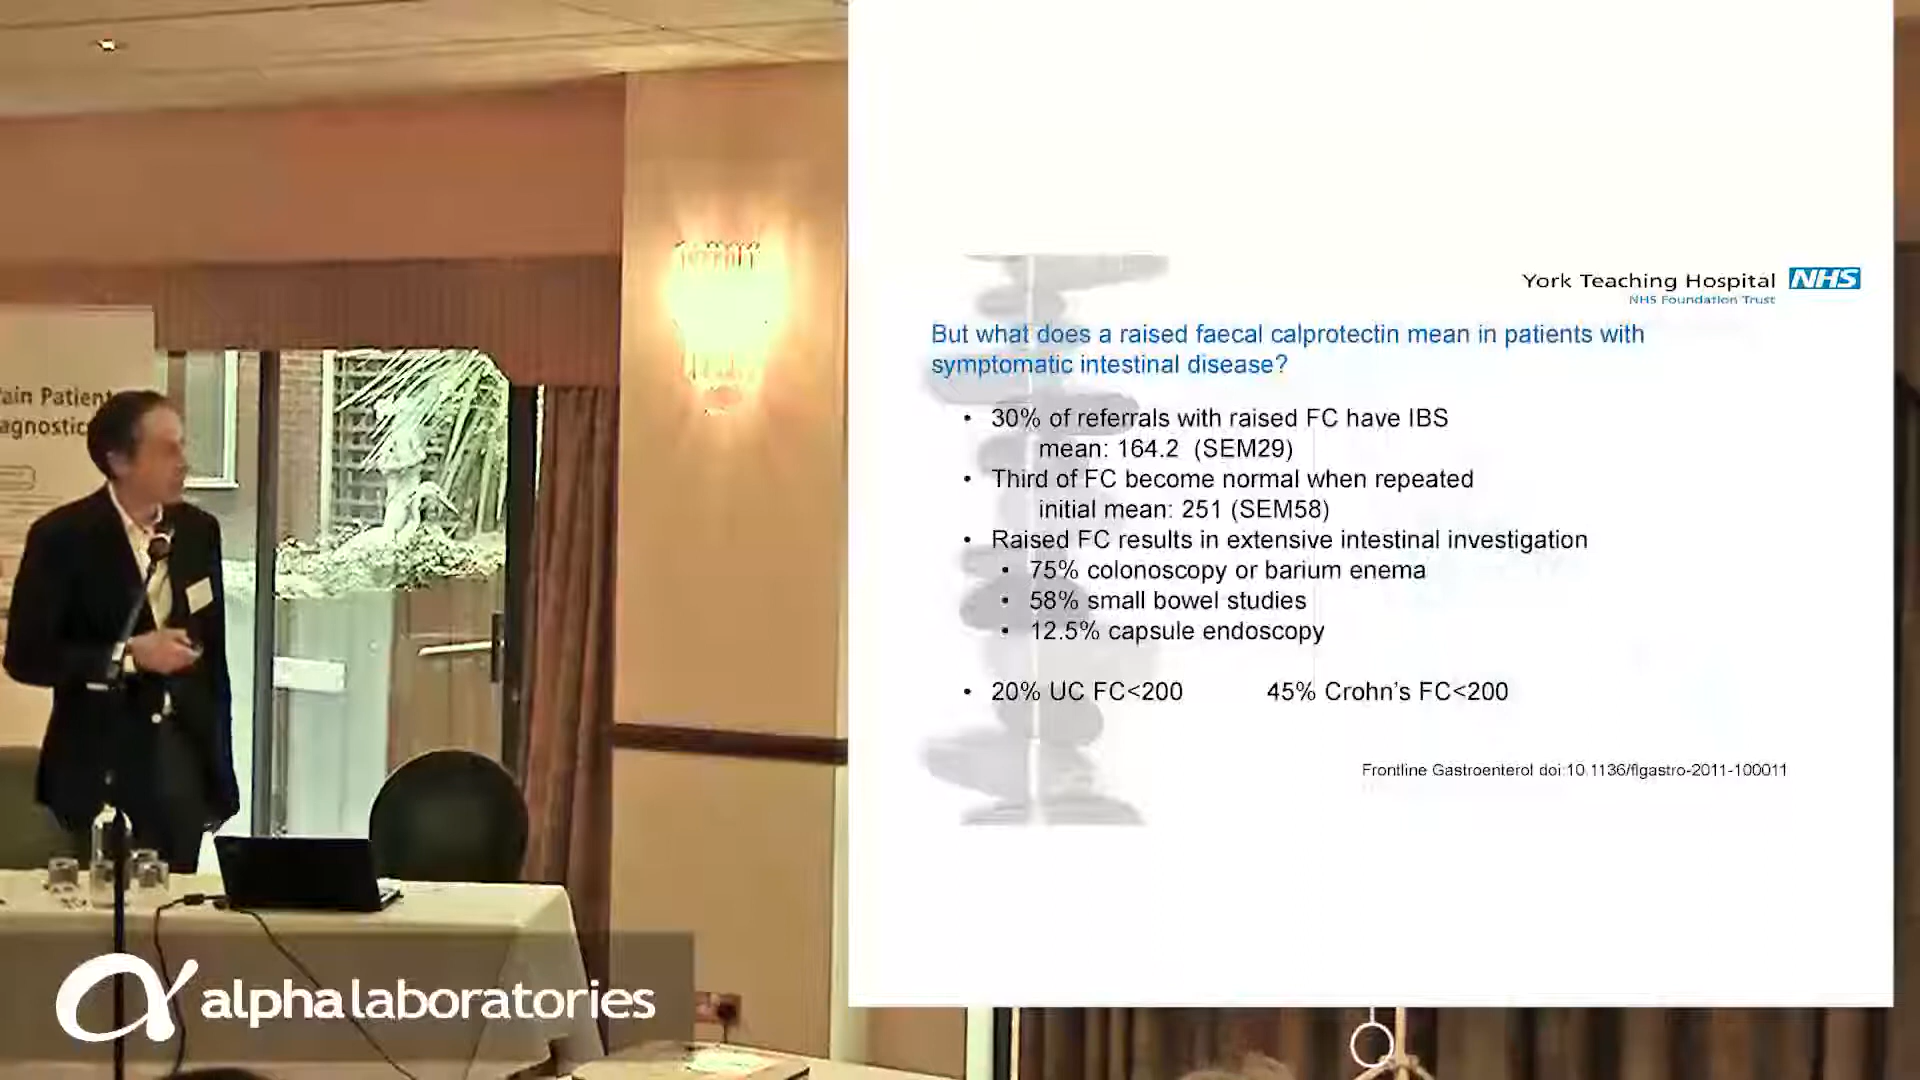 ain Patient
agnostic
York Teaching Hospital NHS
NHS Foundation Trust
But what does a raised faecal calprotectin mean in patients with
symptomatic intestinal disease?
• 30% of referrals with raised FC have IBS
mean: 164.2 (SEM29)
• Third of FC become normal when repeated
initial mean: 251 (SEM58)
• Raised FC results in extensive intestinal investigation
• 75% colonoscopy or barium enema
• 58% small bowel studies
• 12.5% capsule endoscopy
• 20% UC FC<200 45% Crohn’s FC<200
Frontline Gastroenterol doi:10.1136/flgastro-2011-100011
alphalaboratories